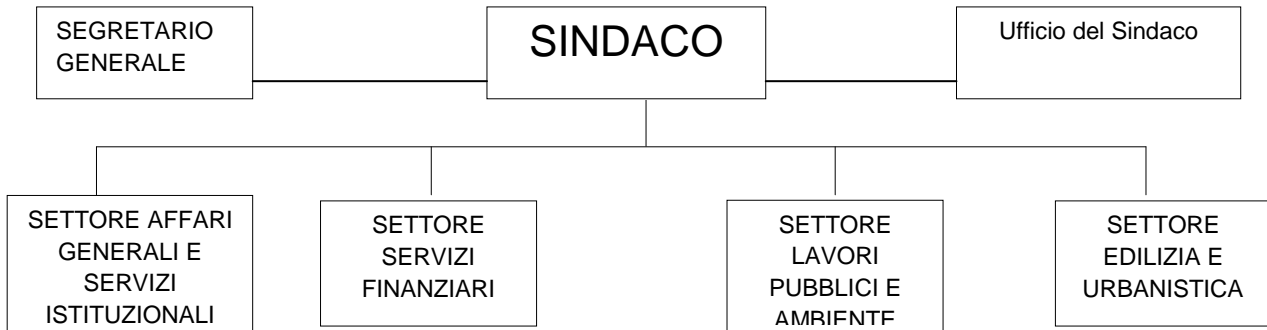 SEGRETARIO
GENERALE
SINDACO
Ufficio del Sindaco
SETTORE AFFARI
GENERALI E
SERVIZI
ISTITUZIONALI
SETTORE
SERVIZI
FINANZIARI
SETTORE
LAVORI
PUBBLICI E
AMBIENTE
SETTORE
EDILIZIA E
URBANISTICA